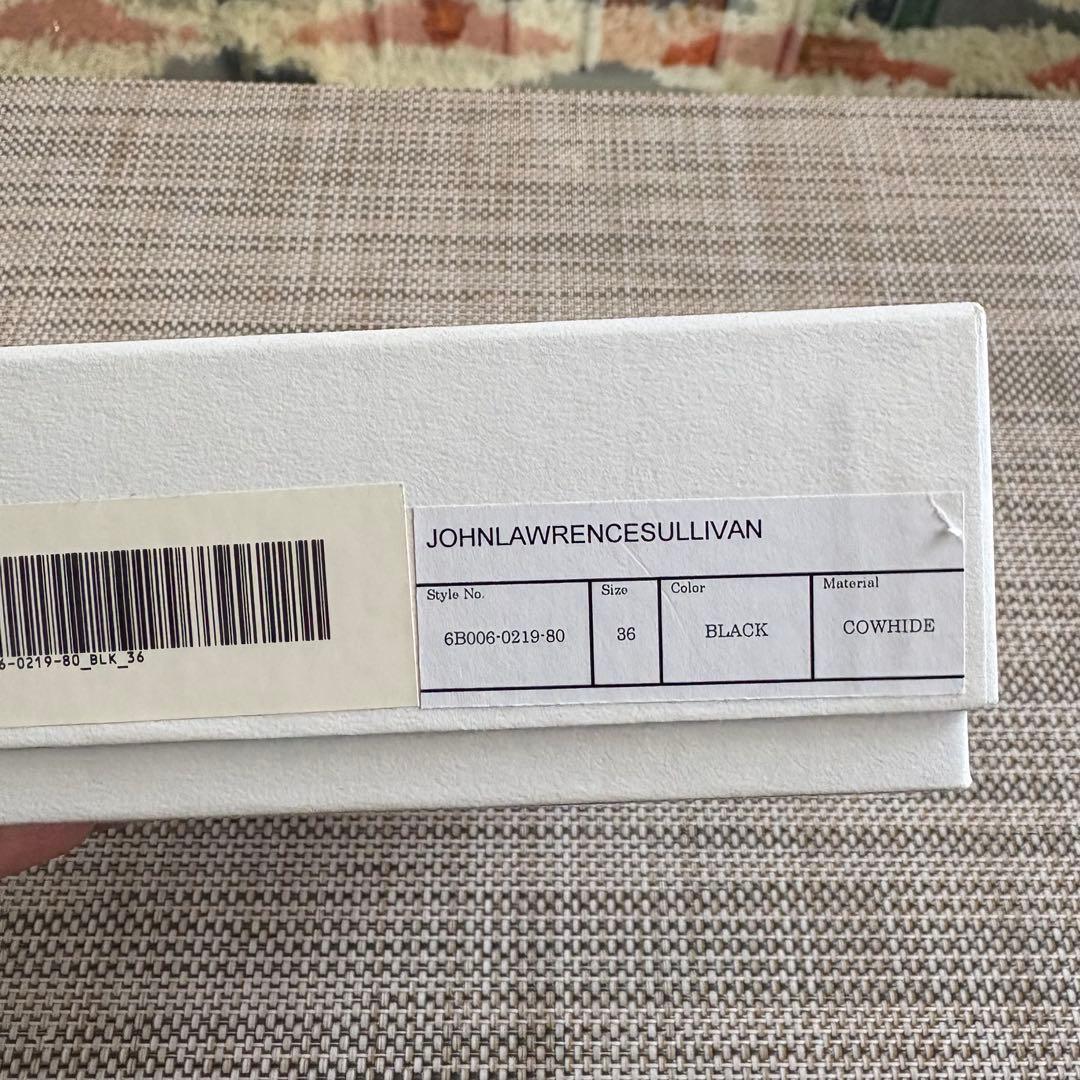 JOHNLAWRENCESULLIVAN
Style No. Size Color Material
6B006-0219-80 36 BLACK COWHIDE
6-0219-80_BLK_36